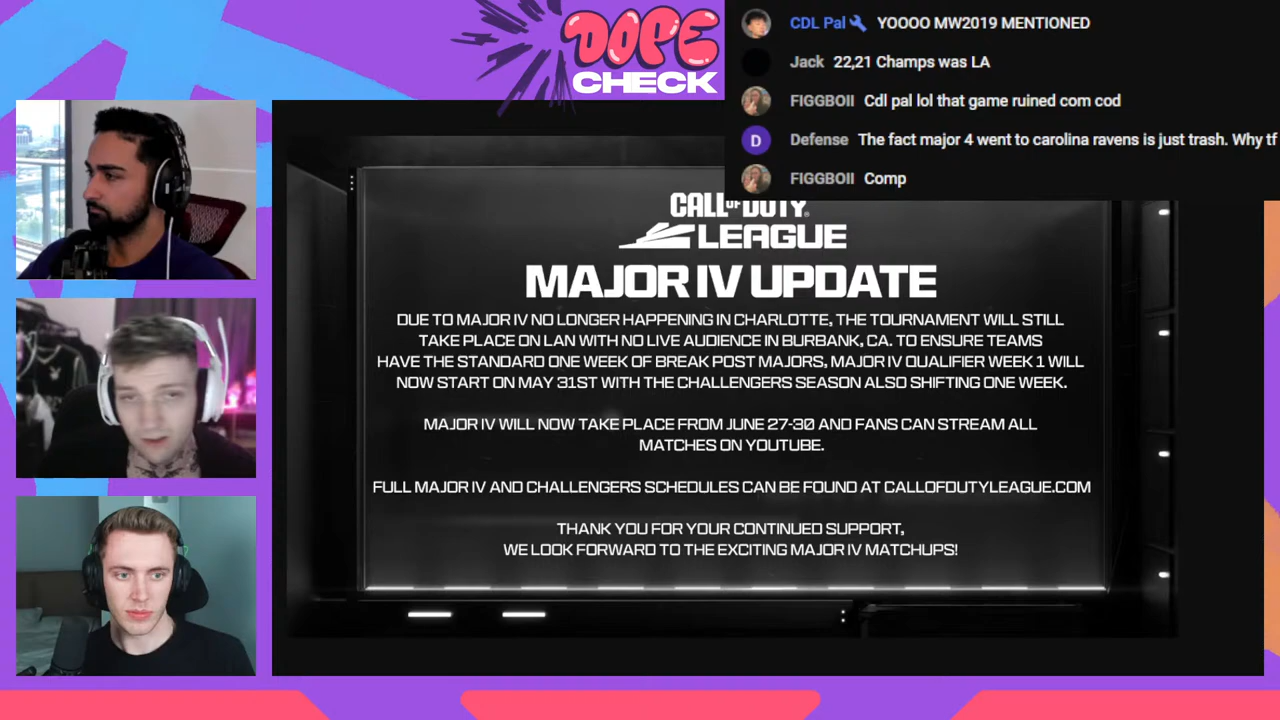 DOPE
CHECK
CDL Pal YOOOO MW2019 MENTIONED
Jack 22,21 Champs was LA
FIGGBOII Cdl pal lol that game ruined com cod
D Defense The fact major 4 went to carolina ravens is just trash. Why tf
FIGGBOII Comp
CALL OF DUTY
LEAGUE
MAJOR IV UPDATE
DUE TO MAJOR IV NO LONGER HAPPENING IN CHARLOTTE, THE TOURNAMENT WILL STILL
TAKE PLACE ON LAN WITH NO LIVE AUDIENCE IN BURBANK, CA. TO ENSURE TEAMS
HAVE THE STANDARD ONE WEEK OF BREAK POST MAJORS, MAJOR IV QUALIFIER WEEK 1 WILL
NOW START ON MAY 31ST WITH THE CHALLENGERS SEASON ALSO SHIFTING ONE WEEK.
MAJOR IV WILL NOW TAKE PLACE FROM JUNE 27-30 AND FANS CAN STREAM ALL
MATCHES ON YOUTUBE.
FULL MAJOR IV AND CHALLENGERS SCHEDULES CAN BE FOUND AT CALLOFDUTYLEAGUE.COM
THANK YOU FOR YOUR CONTINUED SUPPORT,
WE LOOK FORWARD TO THE EXCITING MAJOR IV MATCHUPS!